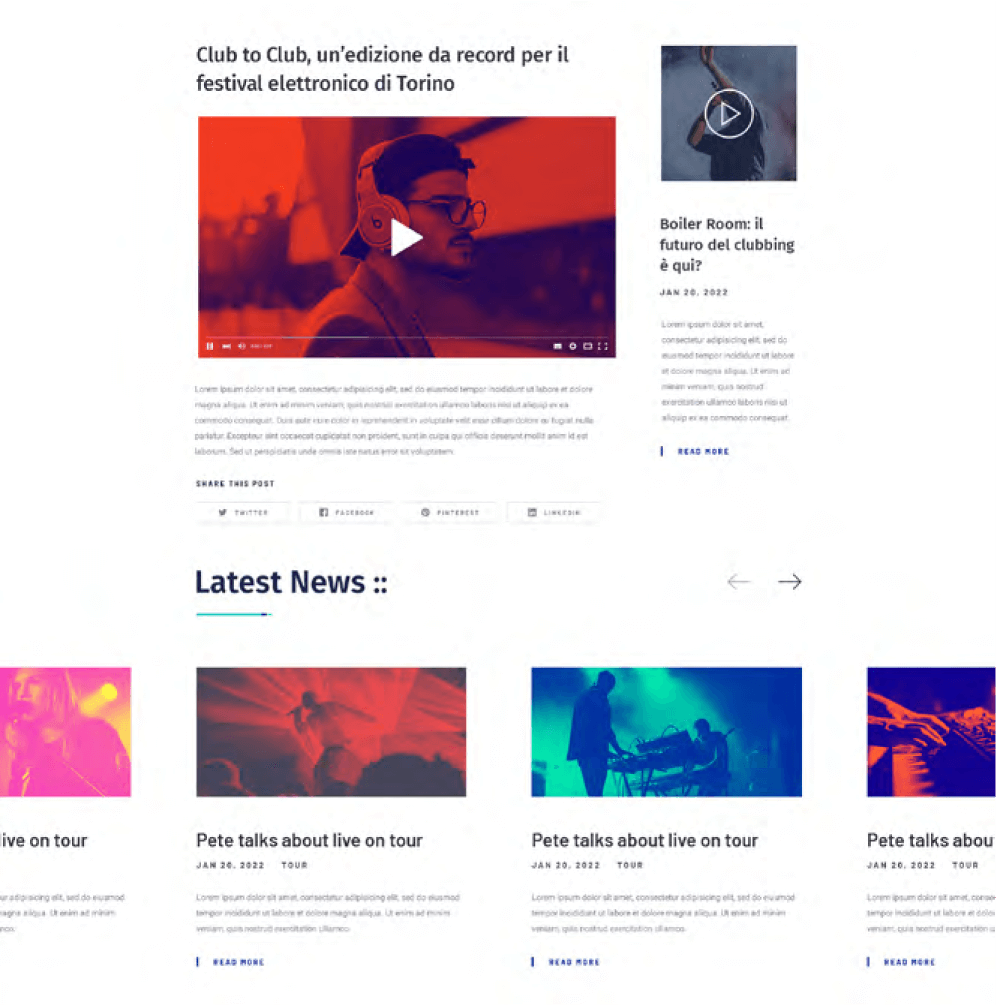 Club to Club, un'edizione da record per il
festival elettronico di Torino
Lorem ipsum dolor sit amet, consectetur adipisicing elit, sed do eiusmod tempor incididunt ut labore et dolore
magna aliqua. Ut enim ad minim veniam, quis nostrud exercitation ullamco laboris nisi ut aliquip ex ea
commodo consequat. Duis aute irure dolor in reprehenderit in voluptate velit esse cillum dolore eu fugiat nulla
pariatur. Excepteur sint occaecat cupidatat non proident, sunt in culpa qui officia deserunt mollit anim id est
laborum. Sed ut perspiciatis unde omnis iste natus error sit voluptatem.
SHARE THIS POST
TWITTER
FACEBOOK
PINTEREST
LINKEDIN
Boiler Room: il
futuro del clubbing
è qui?
JAN 20, 2022
Lorem ipsum dolor sit amet,
consectetur adipisicing elit, sed do
eiusmod tempor incididunt ut labore
et dolore magna aliqua. Ut enim ad
minim veniam, quis nostrud
exercitation ullamco laboris nisi ut
aliquip ex ea commodo consequat.
READ MORE
Latest News ::
live on tour
adipisicing elit, sed do eiusmod
magna aliqua. Ut enim ad minim
Pete talks about live on tour
JAN 20, 2022 TOUR
Lorem ipsum dolor sit amet, consectetur adipisicing elit, sed do eiusmod
tempor incididunt ut labore et dolore magna aliqua. Ut enim ad minim
veniam, quis nostrud exercitation ullamco.
READ MORE
Pete talks about live on tour
JAN 20, 2022 TOUR
Lorem ipsum dolor sit amet, consectetur adipisicing elit, sed do eiusmod
tempor incididunt ut labore et dolore magna aliqua. Ut enim ad minim
veniam, quis nostrud exercitation ullamco.
READ MORE
Pete talks about
JAN 20, 2022 TOUR
Lorem ipsum dolor sit amet,
tempor incididunt ut labore et dolore
veniam, quis nostrud exercitation
READ MORE